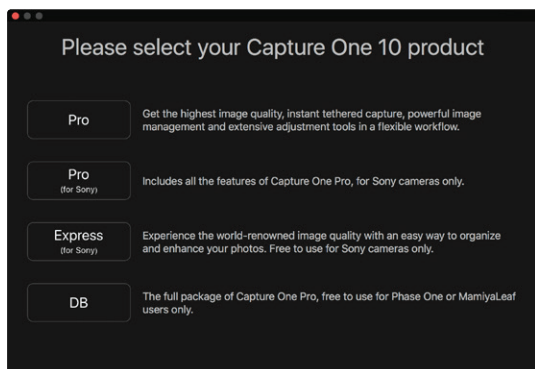 Please select your Capture One 10 product
Pro
Get the highest image quality, instant tethered capture, powerful image
management and extensive adjustment tools in a flexible workflow.
Pro
(for Sony)
Includes all the features of Capture One Pro, for Sony cameras only.
Express
(for Sony)
Experience the world-renowned image quality with an easy way to organize
and enhance your photos. Free to use for Sony cameras only.
DB
The full package of Capture One Pro, free to use for Phase One or MamiyaLeaf
users only.